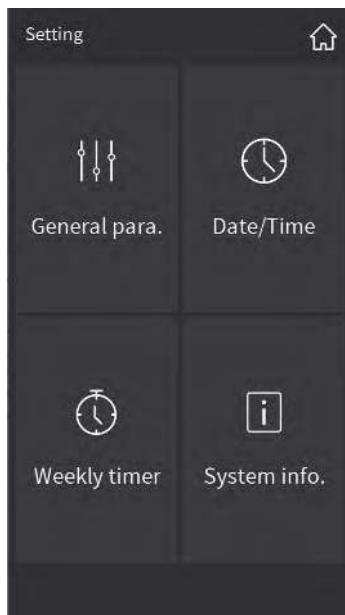 Setting
General para.
Date/Time
Weekly timer
System info.